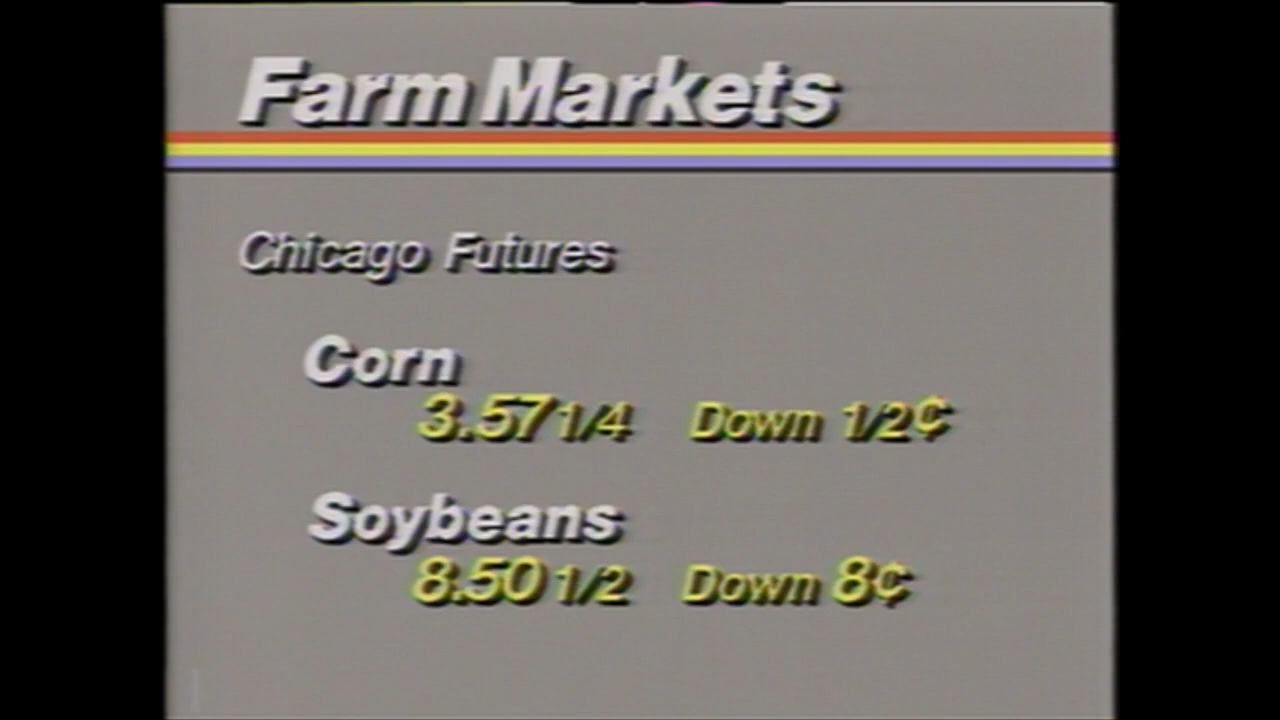 Farm Markets
Chicago Futures
Corn
3.57 1/4 Down 1/2¢
Soybeans
8.50 1/2 Down 8¢